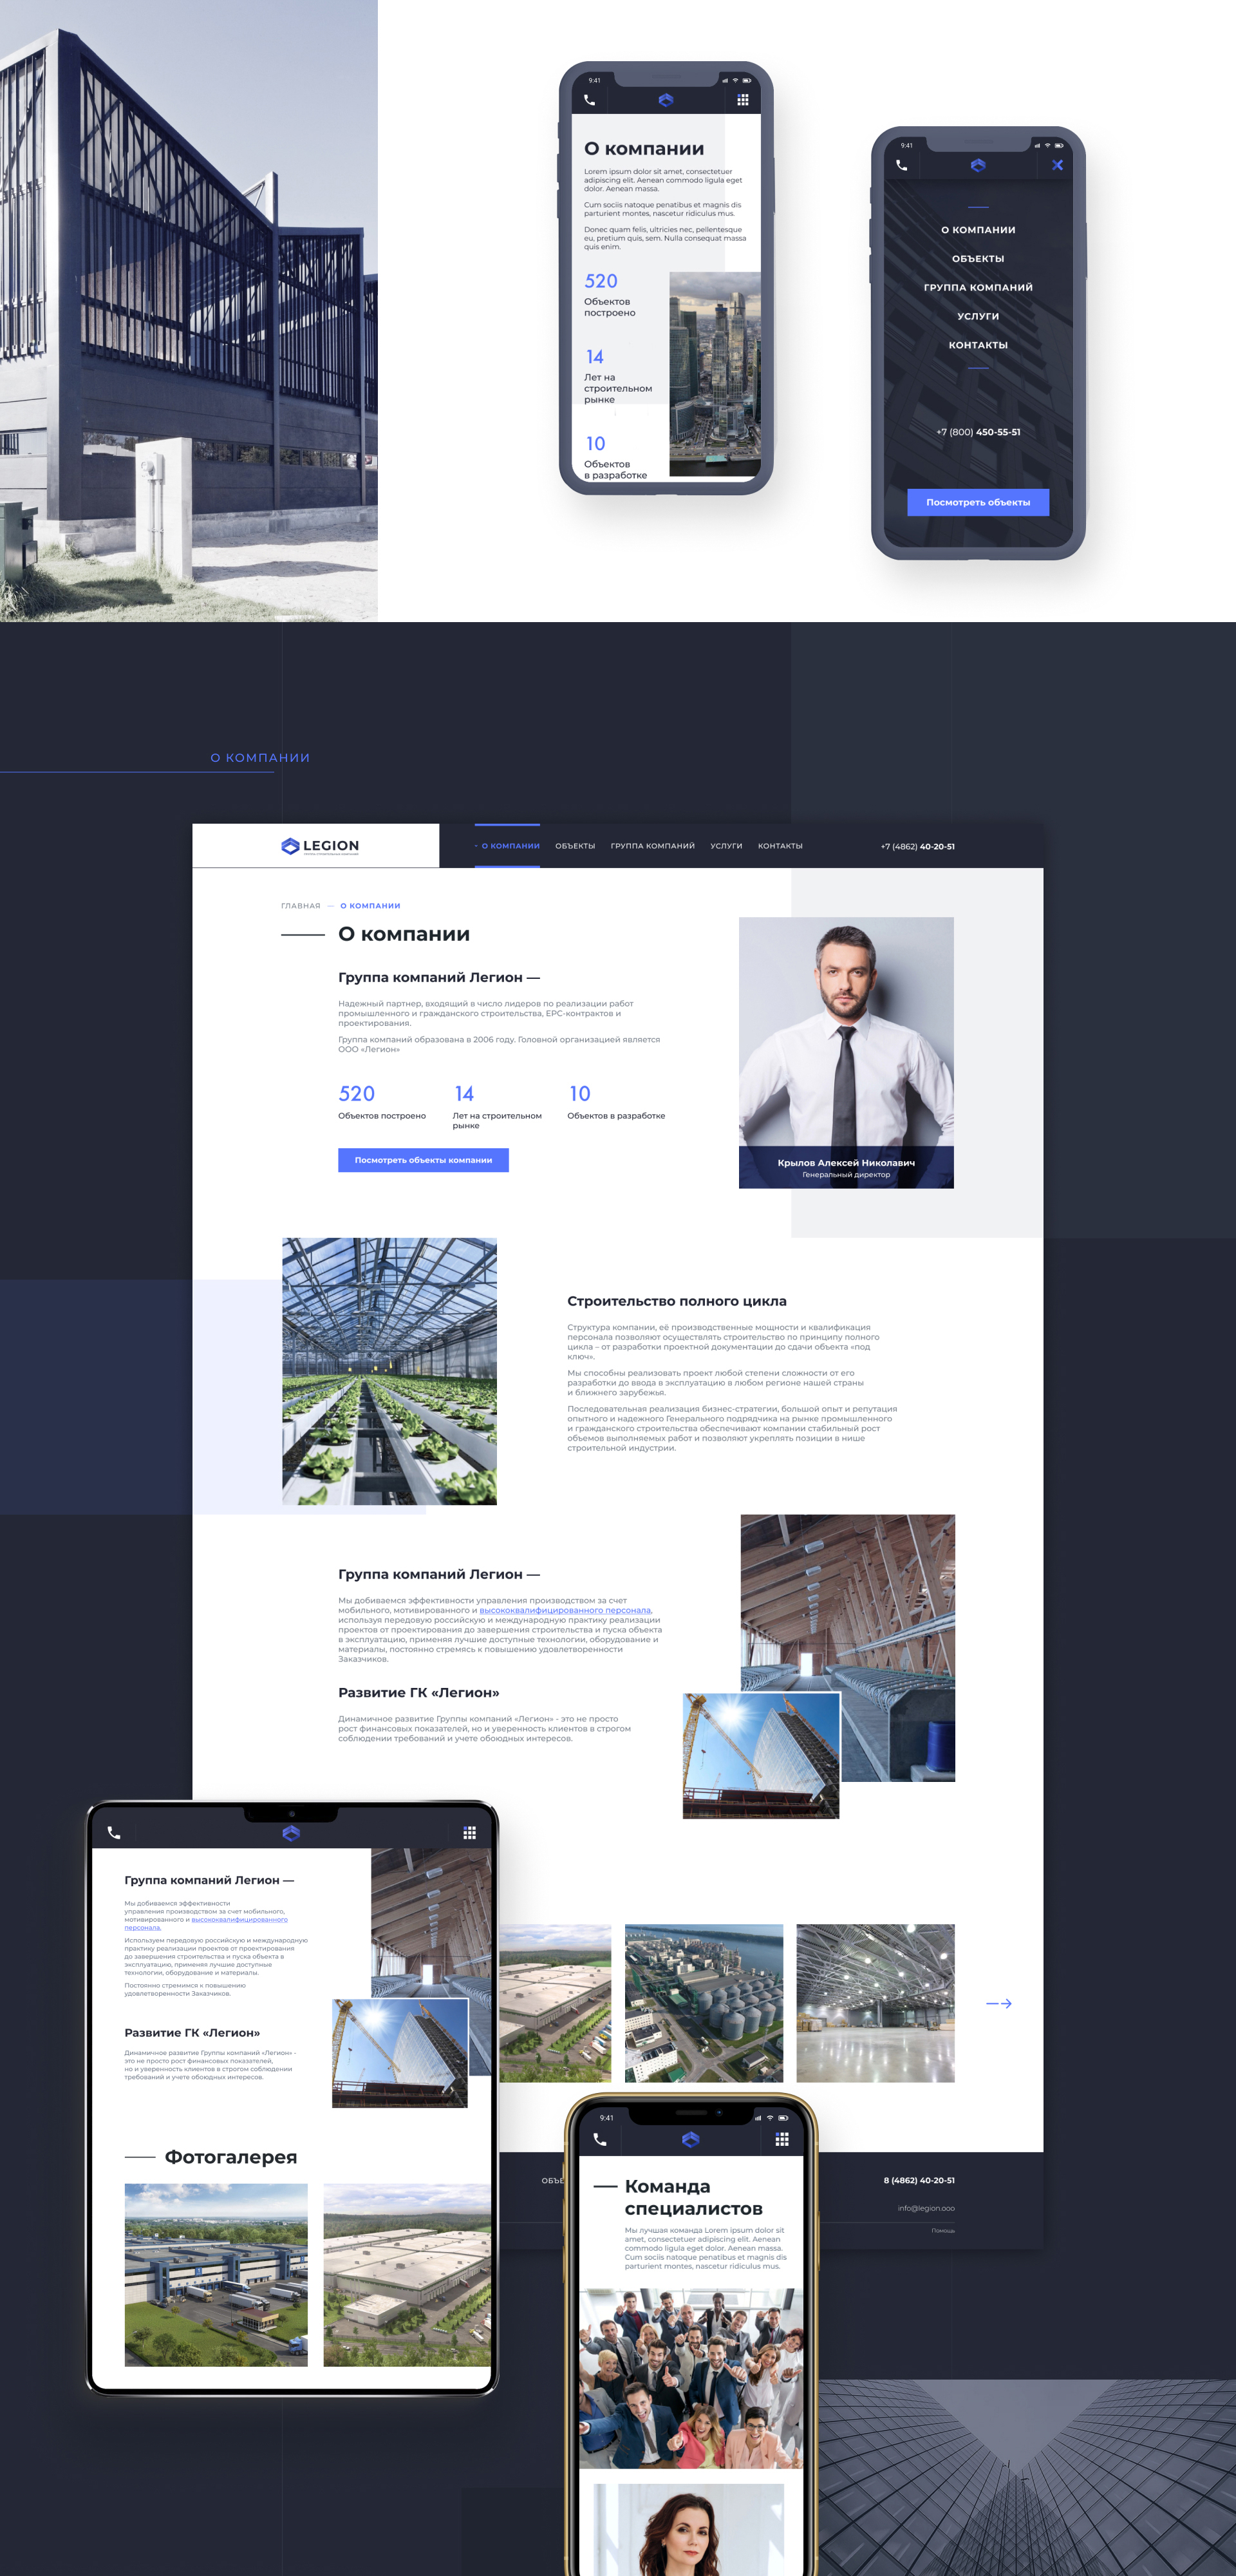 9:41
О компании
Lorem ipsum dolor sit amet, consectetuer
adipiscing elit. Aenean commodo ligula eget
dolor. Aenean massa.
Cum sociis natoque penatibus et magnis dis
parturient montes, nascetur ridiculus mus.
Donec quam felis, ultricies nec, pellentesque
eu, pretium quis, sem. Nulla consequat massa
quis enim.
520
Объектов
построено
14
Лет на
строительном
рынке
10
Объектов
в разработке
9:41
О КОМПАНИИ
ОБЪЕКТЫ
ГРУППА КОМПАНИЙ
УСЛУГИ
КОНТАКТЫ
+7 (800) 450-55-51
Посмотреть объекты
О КОМПАНИИ
LEGION
О КОМПАНИИ ОБЪЕКТЫ ГРУППА КОМПАНИЙ УСЛУГИ КОНТАКТЫ +7 (4862) 40-20-51
ГЛАВНАЯ — О КОМПАНИИ
О компании
Группа компаний Легион —
Надежный партнер, входящий в число лидеров по реализации работ
промышленного и гражданского строительства, EPC-контрактов и
проектирования.
Группа компаний образована в 2006 году. Головной организацией является
ООО «Легион»
520 14 10
Объектов построено Лет на строительном Объектов в разработке
рынке
Посмотреть объекты компании
Крылов Алексей Николавич
Генеральный директор
Строительство полного цикла
Структура компании, её производственные мощности и квалификация
персонала позволяют осуществлять строительство по принципу полного
цикла – от разработки проектной документации до сдачи объекта «под
ключ».
Мы способны реализовать проект любой степени сложности от его
разработки до ввода в эксплуатацию в любом регионе нашей страны
и ближнего зарубежья.
Последовательная реализация бизнес-стратегии, большой опыт и репутация
опытного и надежного Генерального подрядчика на рынке промышленного
и гражданского строительства обеспечивают компании стабильный рост
объемов выполняемых работ и позволяют укреплять позиции в нише
строительной индустрии.
Группа компаний Легион —
Мы добиваемся эффективности управления производством за счет
мобильного, мотивированного и высококвалифицированного персонала,
используя передовую российскую и международную практику реализации
проектов от проектирования до завершения строительства и пуска объекта
в эксплуатацию, применяя лучшие доступные технологии, оборудование и
материалы, постоянно стремясь к повышению удовлетворенности
Заказчиков.
Развитие ГК «Легион»
Динамичное развитие Группы компаний «Легион» - это не просто
рост финансовых показателей, но и уверенность клиентов в строгом
соблюдении требований и учете обоюдных интересов.
Группа компаний Легион —
Мы добиваемся эффективности
управления производством за счет мобильного,
мотивированного и высококвалифицированного
персонала.
Используем передовую российскую и международную
практику реализации проектов от проектирования
до завершения строительства и пуска объекта в
эксплуатацию, применяя лучшие доступные
технологии, оборудование и материалы.
Постоянно стремимся к повышению
удовлетворенности Заказчиков.
Развитие ГК «Легион»
Динамичное развитие Группы компаний «Легион» -
это не просто рост финансовых показателей,
но и уверенность клиентов в строгом соблюдении
требований и учете обоюдных интересов.
Фотогалерея
ОБЪЕ
8 (4862) 40-20-51
info@legion.ooo
Помощь
9:41
Команда
специалистов
Мы лучшая команда Lorem ipsum dolor sit
amet, consectetuer adipiscing elit. Aenean
commodo ligula eget dolor. Aenean massa.
Cum sociis natoque penatibus et magnis dis
parturient montes, nascetur ridiculus mus.